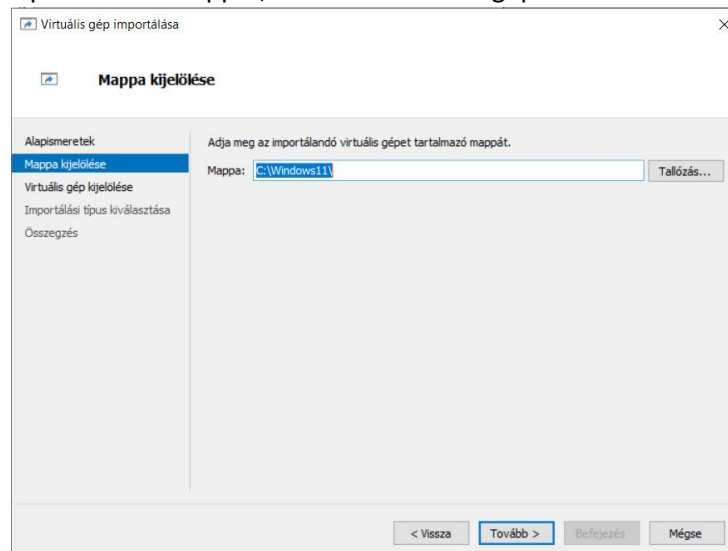 Virtuális gép importálása
Mappa kijelölése
Alapismeretek
Mappa kijelölése
Virtuális gép kijelölése
Importálási típus kiválasztása
Összegzés
Adja meg az importálandó virtuális gépet tartalmazó mappát.
Mappa: C:\Windows11\ Tallózás...
< Vissza Tovább > Befejezés Mégse